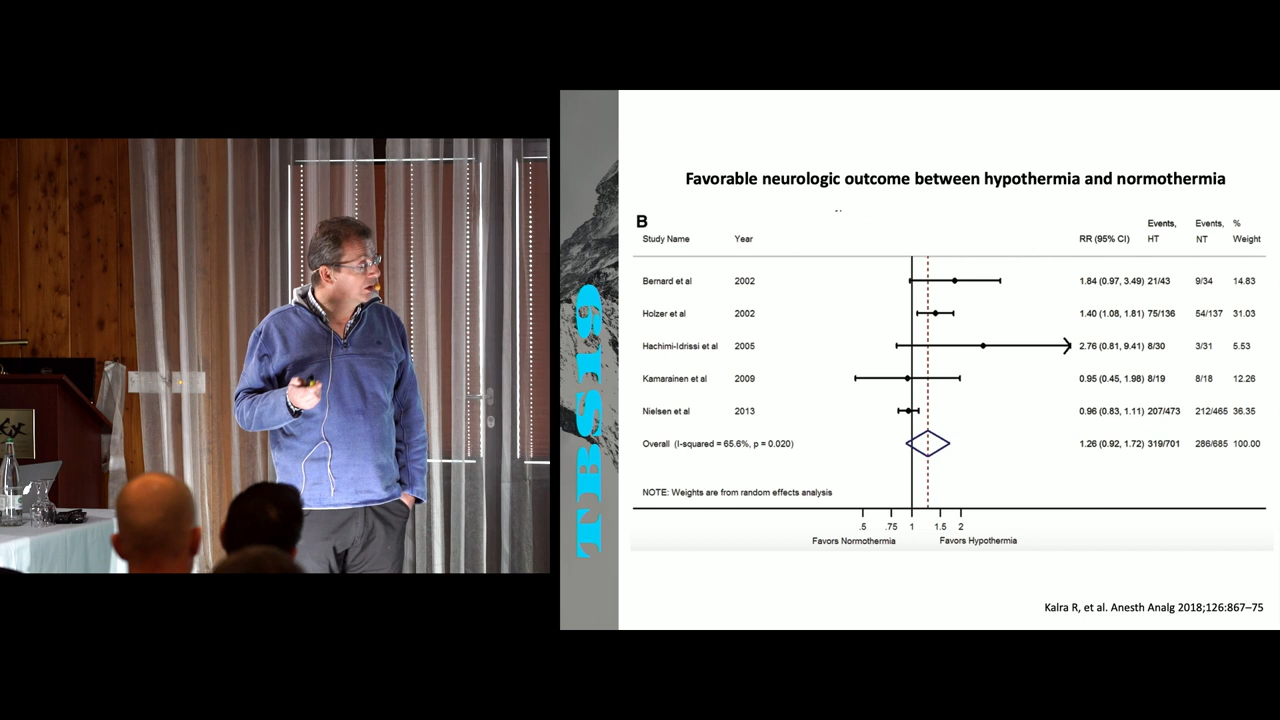 TBS19
Favorable neurologic outcome between hypothermia and normothermia
B
Events, Events, %
Study Name Year RR (95% CI) HT NT Weight
Bernard et al 2002 1.84 (0.97, 3.49) 21/43 9/34 14.83
Holzer et al 2002 1.40 (1.08, 1.81) 75/136 54/137 31.03
Hachimi-Idrissi et al 2005 2.76 (0.81, 9.41) 8/30 3/31 5.53
Kamarainen et al 2009 0.95 (0.45, 1.98) 8/19 8/18 12.26
Nielsen et al 2013 0.96 (0.83, 1.11) 207/473 212/465 36.35
Overall (I-squared = 65.6%, p = 0.020) 1.26 (0.92, 1.72) 319/701 286/685 100.00
NOTE: Weights are from random effects analysis
.5 .75 1 1.5 2
Favors Normothermia Favors Hypothermia
Kalra R, et al. Anesth Analg 2018;126:867–75